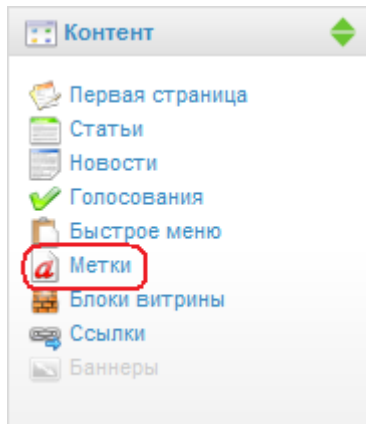 Контент
Первая страница
Статьи
Новости
Голосования
Быстрое меню
Метки
Блоки витрины
Ссылки
Баннеры